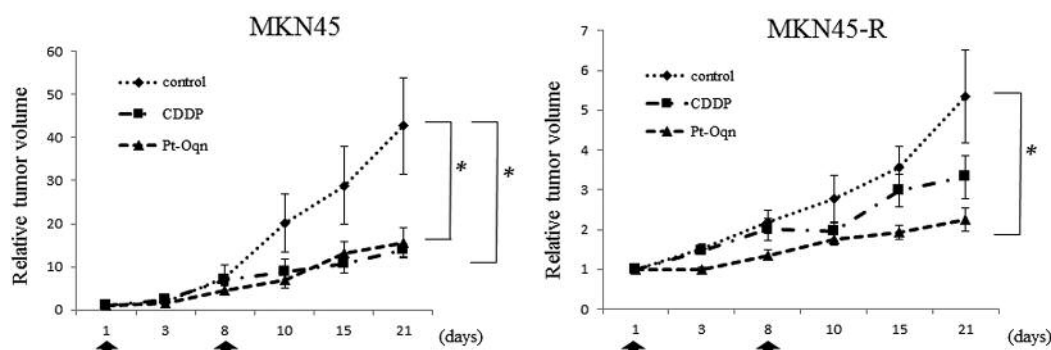 MKN45
Relative tumor volume
60
50
40
30
20
10
0
control
CDDP
Pt-Oqn
*
*
1 3 8 10 15 21 (days)
MKN45-R
Relative tumor volume
7
6
5
4
3
2
1
0
control
CDDP
Pt-Oqn
*
1 3 8 10 15 21 (days)